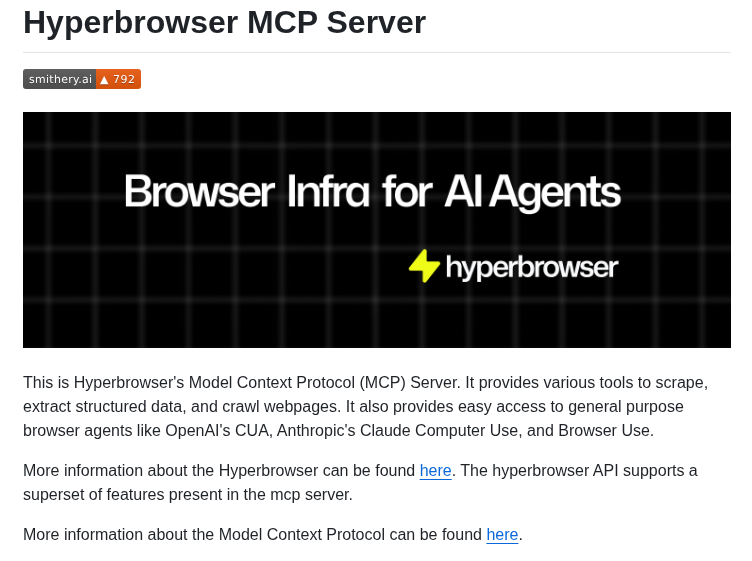 Hyperbrowser MCP Server
smithery.ai ▲ 792
Browser Infra for AI Agents
hyperbrowser
This is Hyperbrowser's Model Context Protocol (MCP) Server. It provides various tools to scrape,
extract structured data, and crawl webpages. It also provides easy access to general purpose
browser agents like OpenAI's CUA, Anthropic's Claude Computer Use, and Browser Use.
More information about the Hyperbrowser can be found here. The hyperbrowser API supports a
superset of features present in the mcp server.
More information about the Model Context Protocol can be found here.